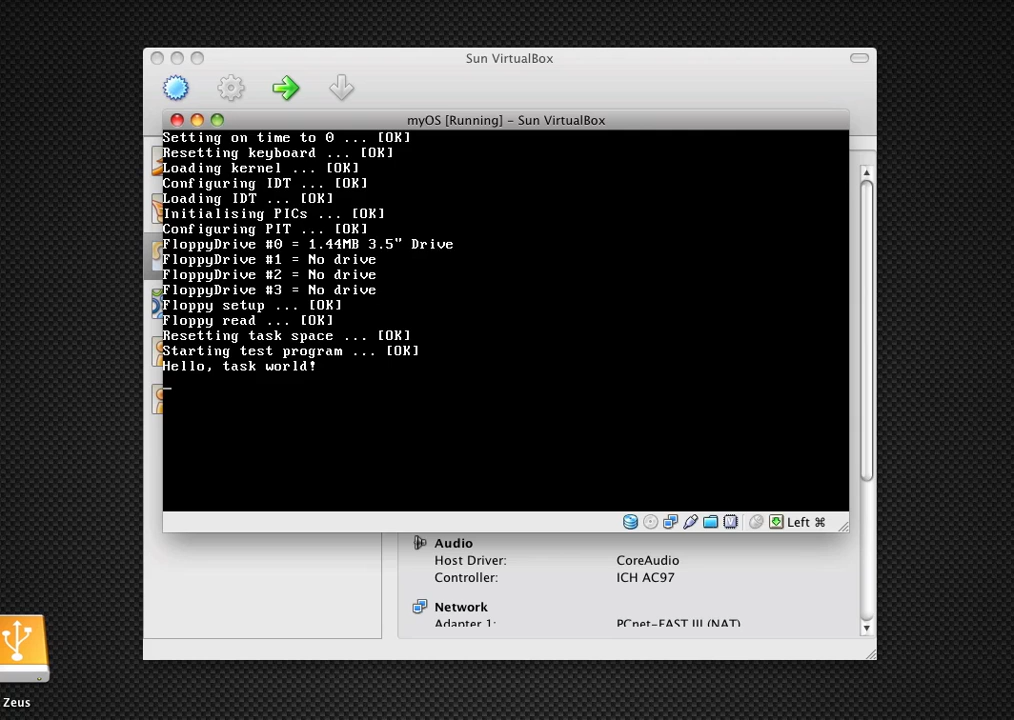 Sun VirtualBox
myOS [Running] – Sun VirtualBox
Setting on time to 0 ... [OK]
Resetting keyboard ... [OK]
Loading kernel ... [OK]
Configuring IDT ... [OK]
Loading IDT ... [OK]
Initialising PICs ... [OK]
Configuring PIT ... [OK]
FloppyDrive #0 = 1.44MB 3.5" Drive
FloppyDrive #1 = No drive
FloppyDrive #2 = No drive
FloppyDrive #3 = No drive
Floppy setup ... [OK]
Floppy read ... [OK]
Resetting task space ... [OK]
Starting test program ... [OK]
Hello, task world!
_
Left ⌘
Audio
Host Driver: CoreAudio
Controller: ICH AC97
Network
Adapter 1: PCnet-FAST III (NAT)
Zeus